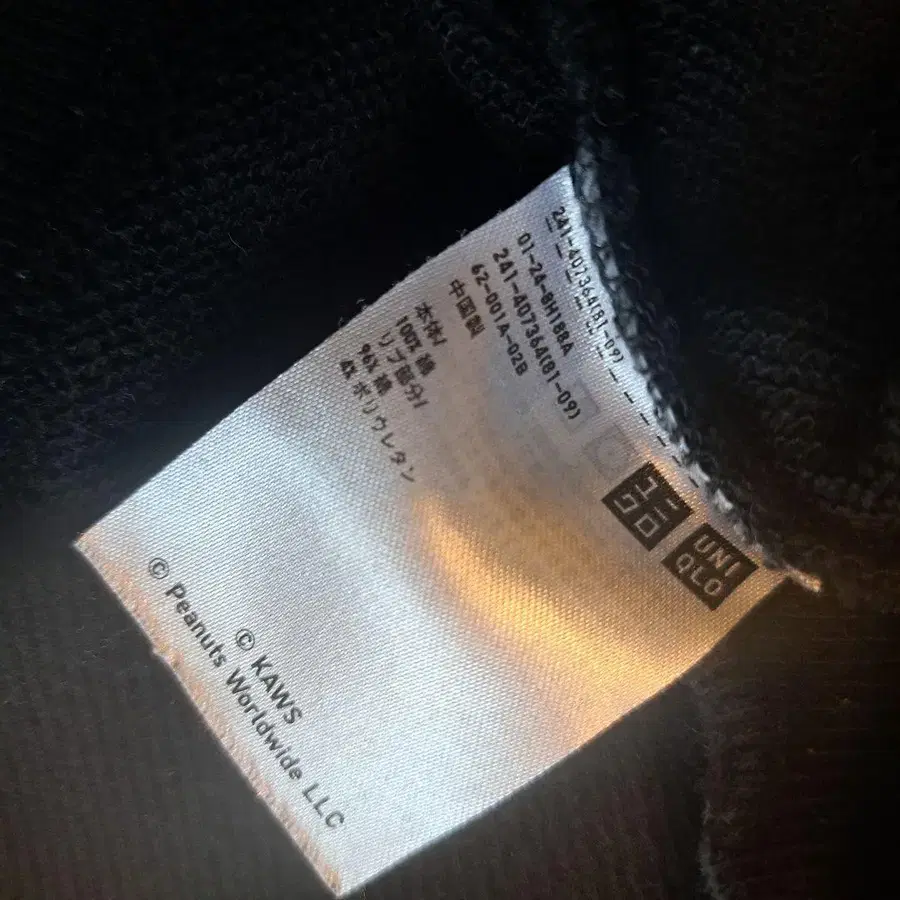 241-407364(81-09)
01-24-8H188A
241-407364(81-09)
62-001A-02B
中国製
本体/
100% 綿
リブ部分/
96% 綿
4% ポリウレタン
ユニ
クロ
UNI
QLO
© KAWS
© Peanuts Worldwide LLC